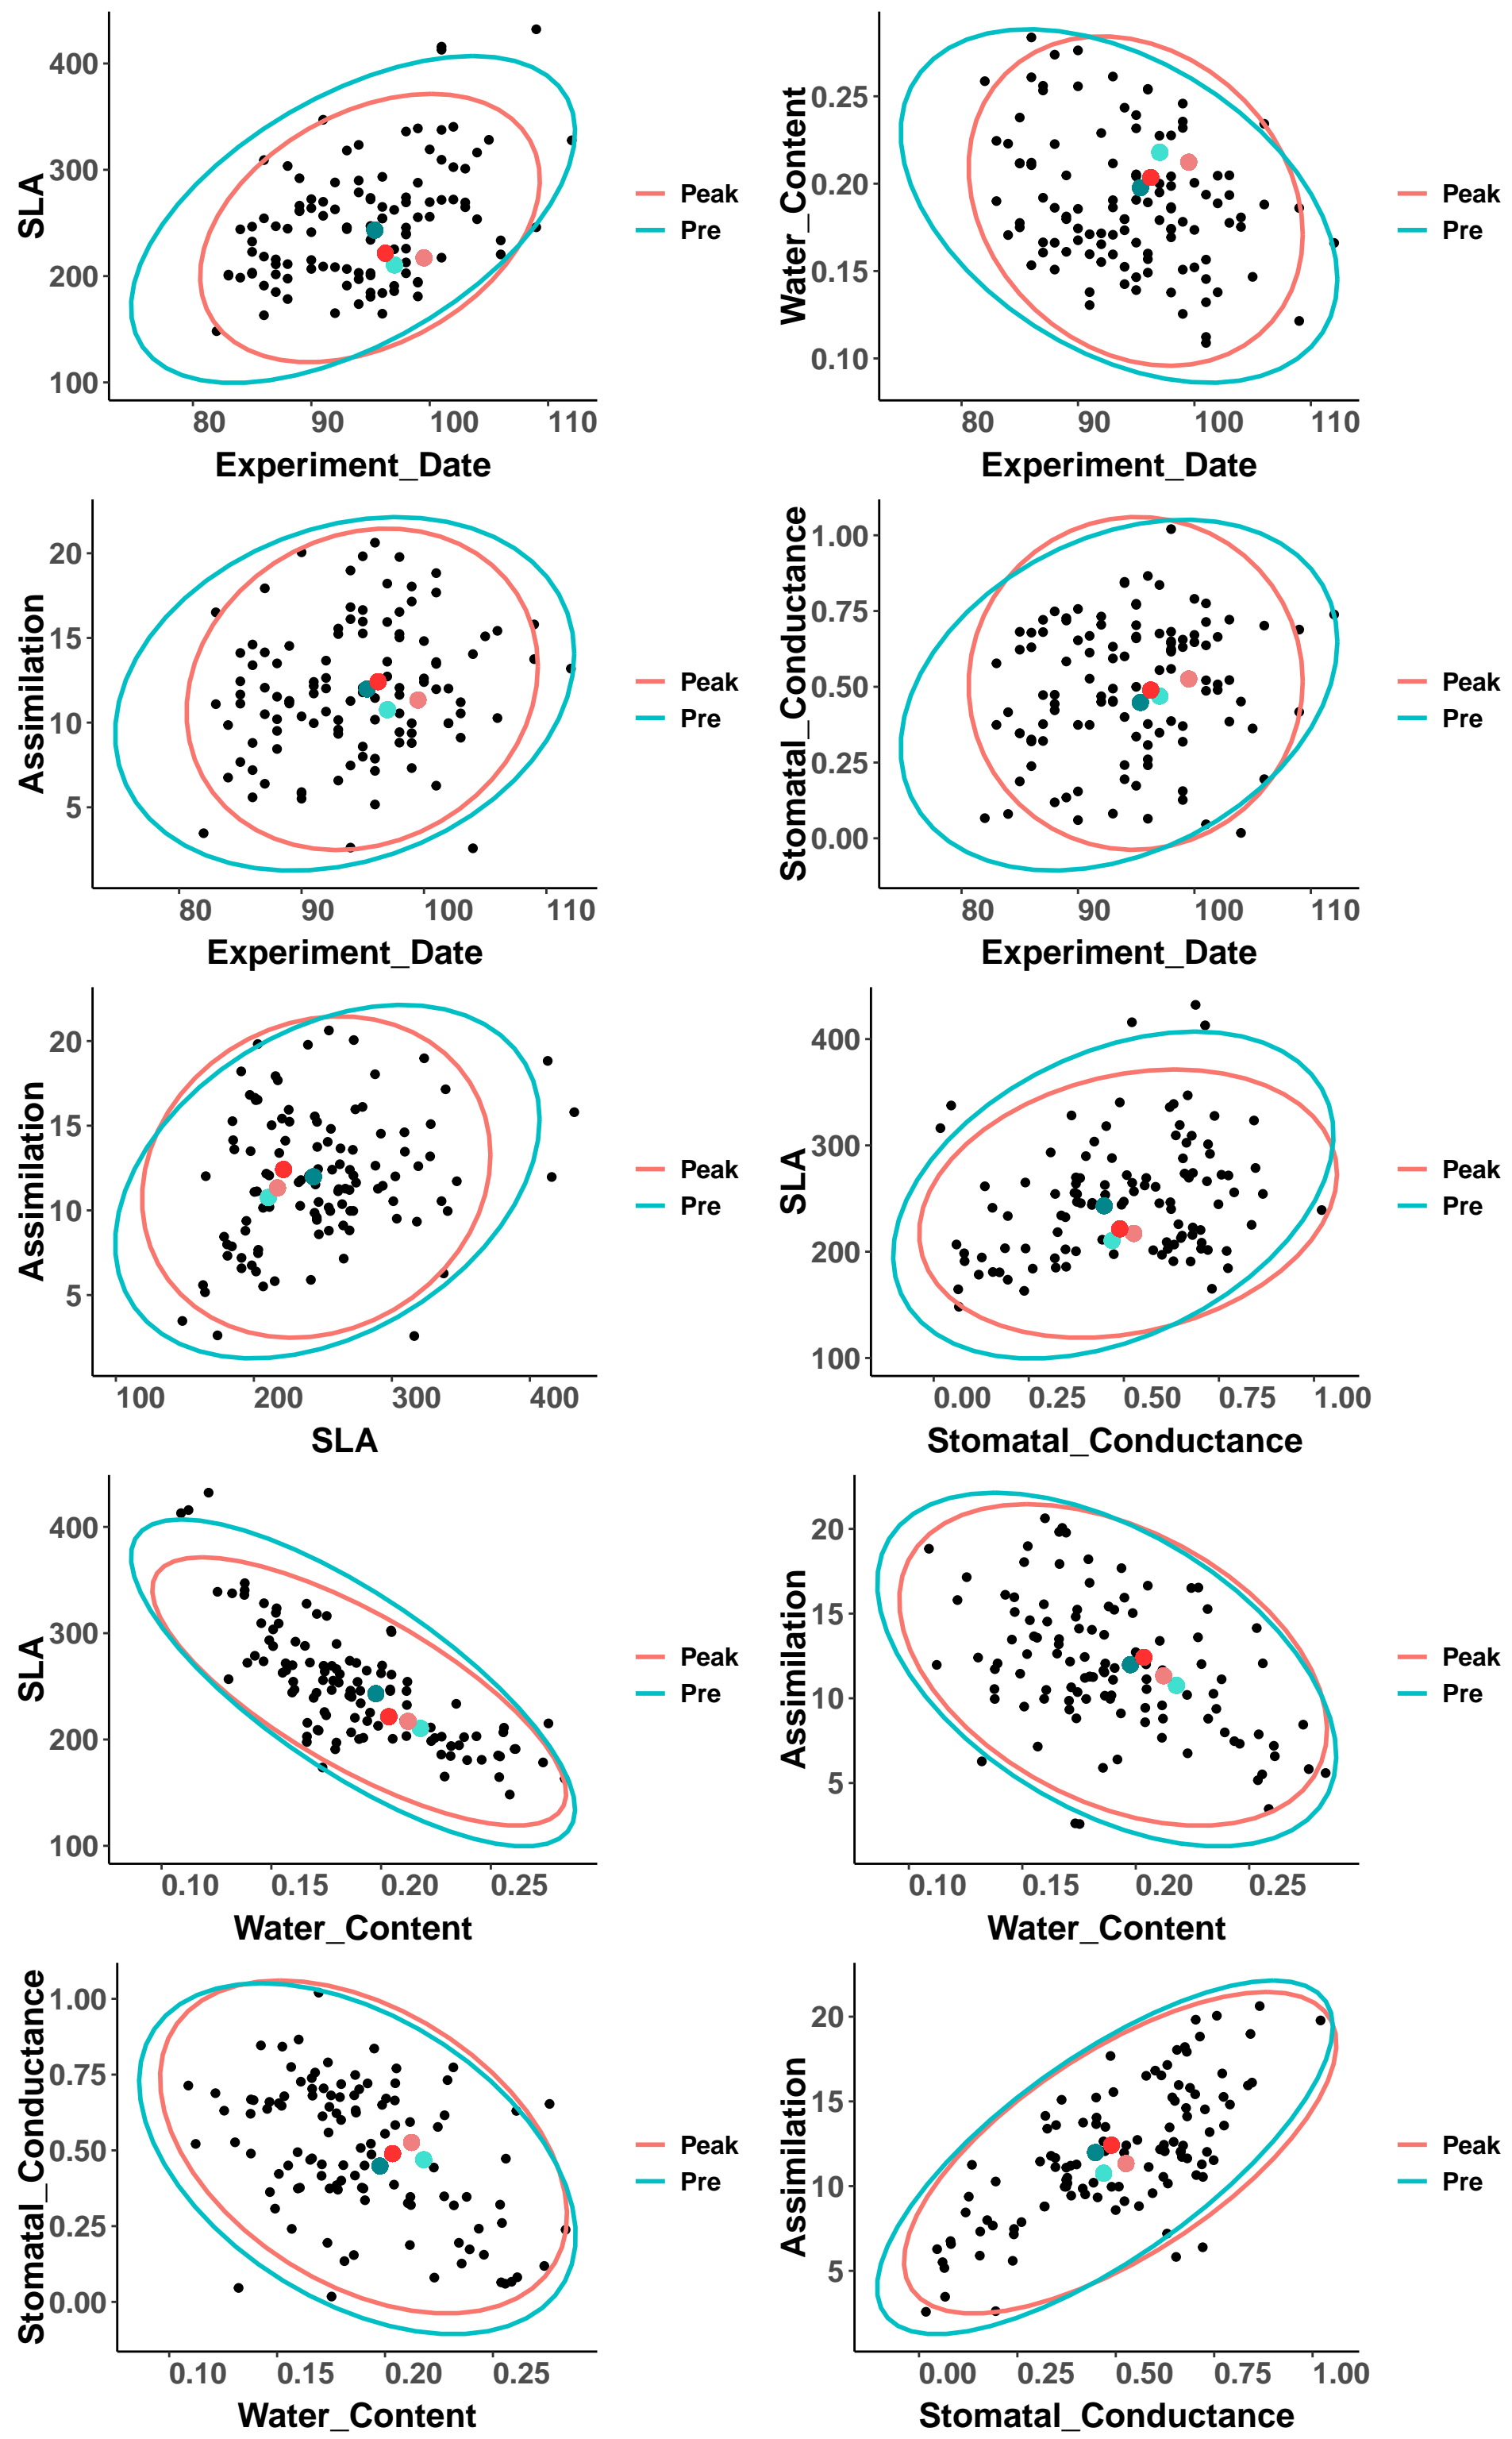 SLA
400
300
200
100
80 90 100 110
Experiment_Date
Peak
Pre
Water_Content
0.25
0.20
0.15
0.10
80 90 100 110
Experiment_Date
Peak
Pre
Assimilation
20
15
10
5
80 90 100 110
Experiment_Date
Peak
Pre
Stomatal_Conductance
1.00
0.75
0.50
0.25
0.00
80 90 100 110
Experiment_Date
Peak
Pre
Assimilation
20
15
10
5
100 200 300 400
SLA
Peak
Pre
SLA
400
300
200
100
0.00 0.25 0.50 0.75 1.00
Stomatal_Conductance
Peak
Pre
SLA
400
300
200
100
0.10 0.15 0.20 0.25
Water_Content
Peak
Pre
Assimilation
20
15
10
5
0.10 0.15 0.20 0.25
Water_Content
Peak
Pre
Stomatal_Conductance
1.00
0.75
0.50
0.25
0.00
0.10 0.15 0.20 0.25
Water_Content
Peak
Pre
Assimilation
20
15
10
5
0.00 0.25 0.50 0.75 1.00
Stomatal_Conductance
Peak
Pre